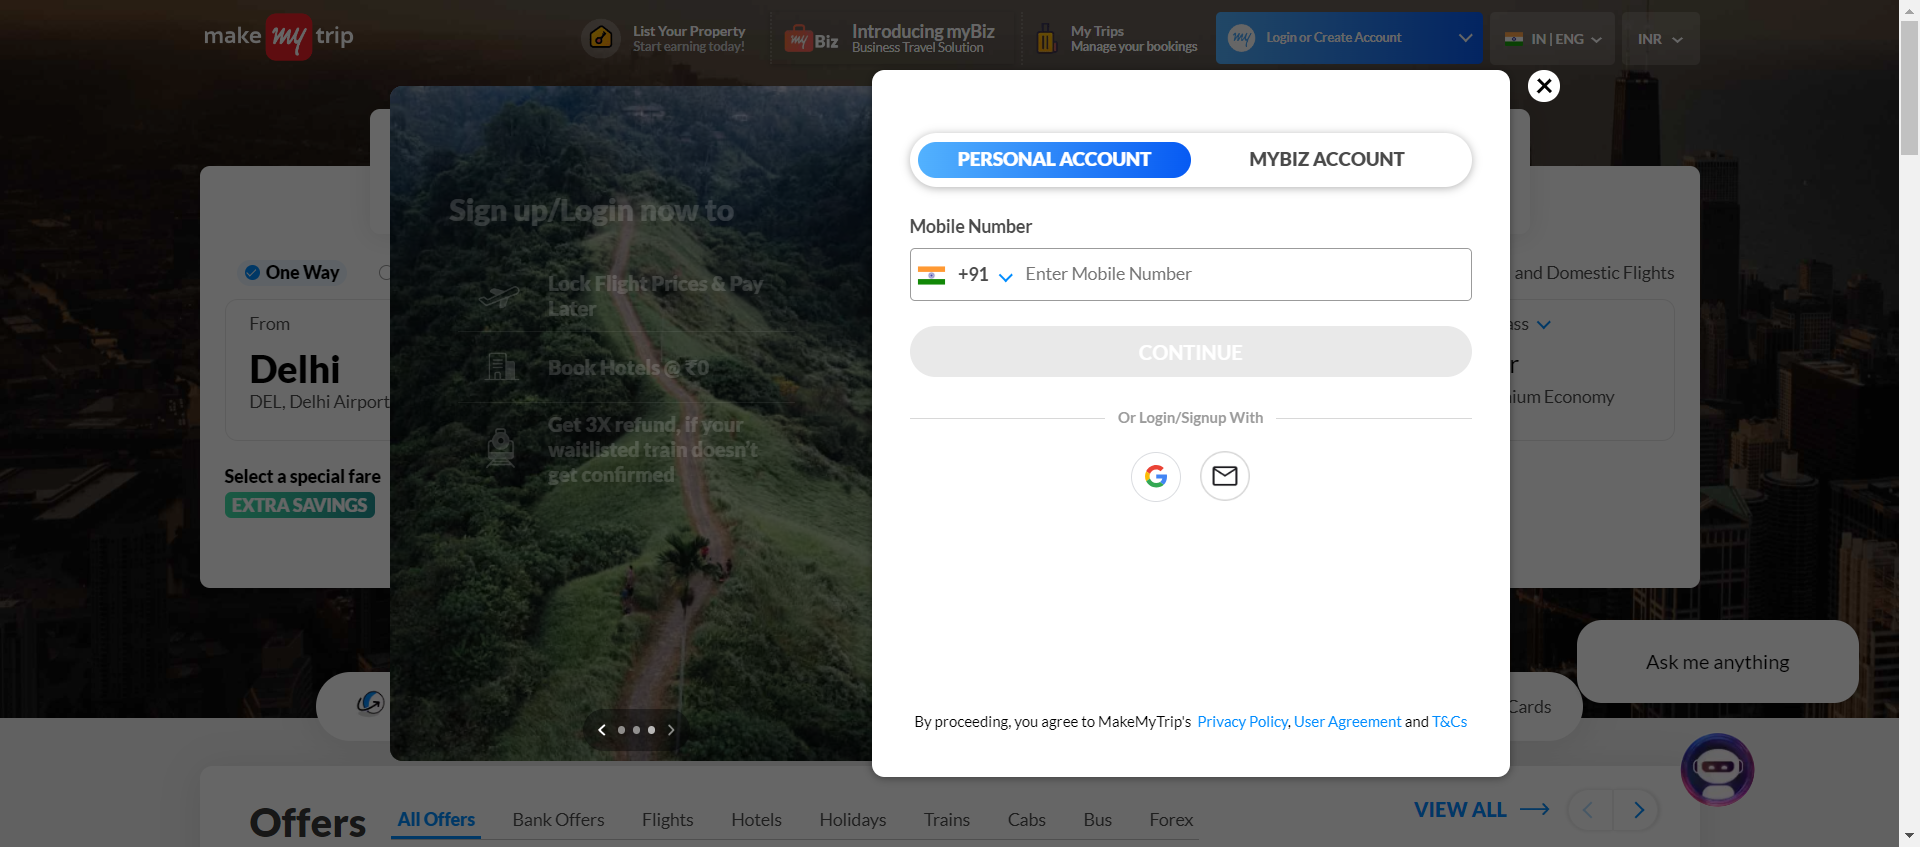 make my trip
List Your Property
Start earning today!
my Biz
Introducing myBiz
Business Travel Solution
My Trips
Manage your bookings
my
Login or Create Account
IN | ENG
INR
PERSONAL ACCOUNT
MYBIZ ACCOUNT
Sign up/Login now to
Mobile Number
One Way
and Domestic Flights
+91
Enter Mobile Number
Lock Flight Prices & Pay
Later
From
Delhi
DEL, Delhi Airport
CONTINUE
Book Hotels @ ₹0
ium Economy
Or Login/Signup With
Get 3X refund, if your
waitlisted train doesn't
get confirmed
Select a special fare
EXTRA SAVINGS
Ask me anything
Cards
By proceeding, you agree to MakeMyTrip's Privacy Policy, User Agreement and T&Cs
Offers
All Offers
Bank Offers
Flights
Hotels
Holidays
Trains
Cabs
Bus
Forex
VIEW ALL